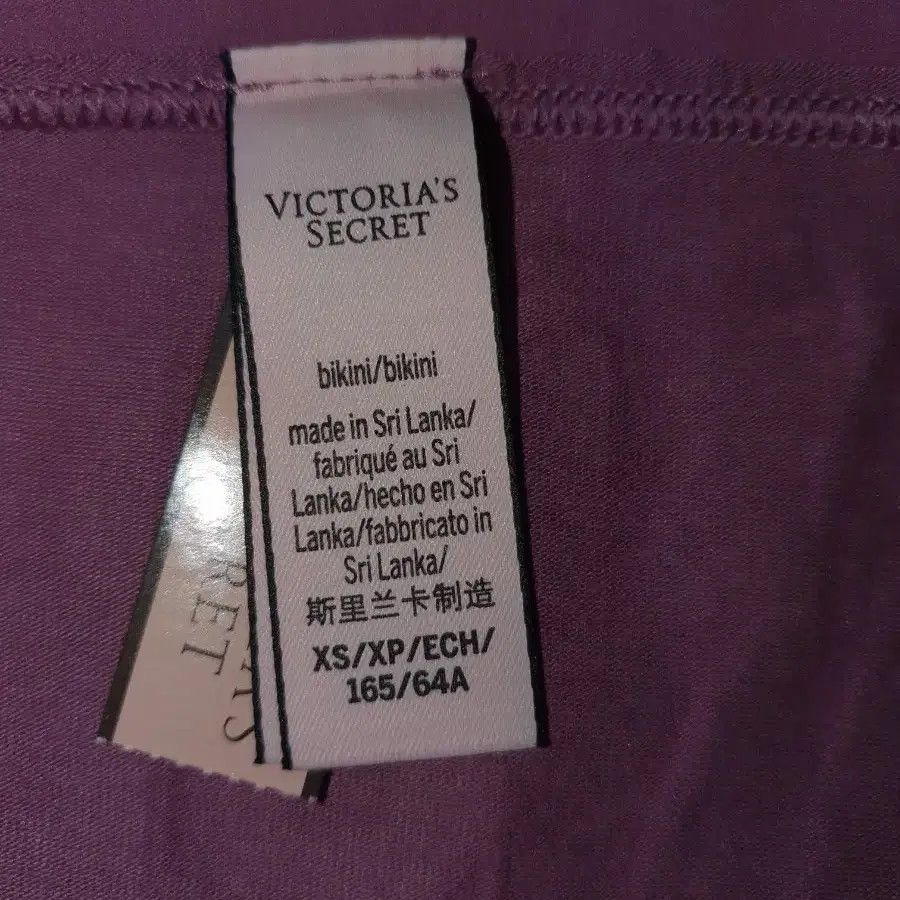 VICTORIA'S
SECRET
bikini/bikini
made in Sri Lanka/
fabriqué au Sri
Lanka/hecho en Sri
Lanka/fabbricato in
Sri Lanka/
斯里兰卡制造
XS/XP/ECH/
165/64A